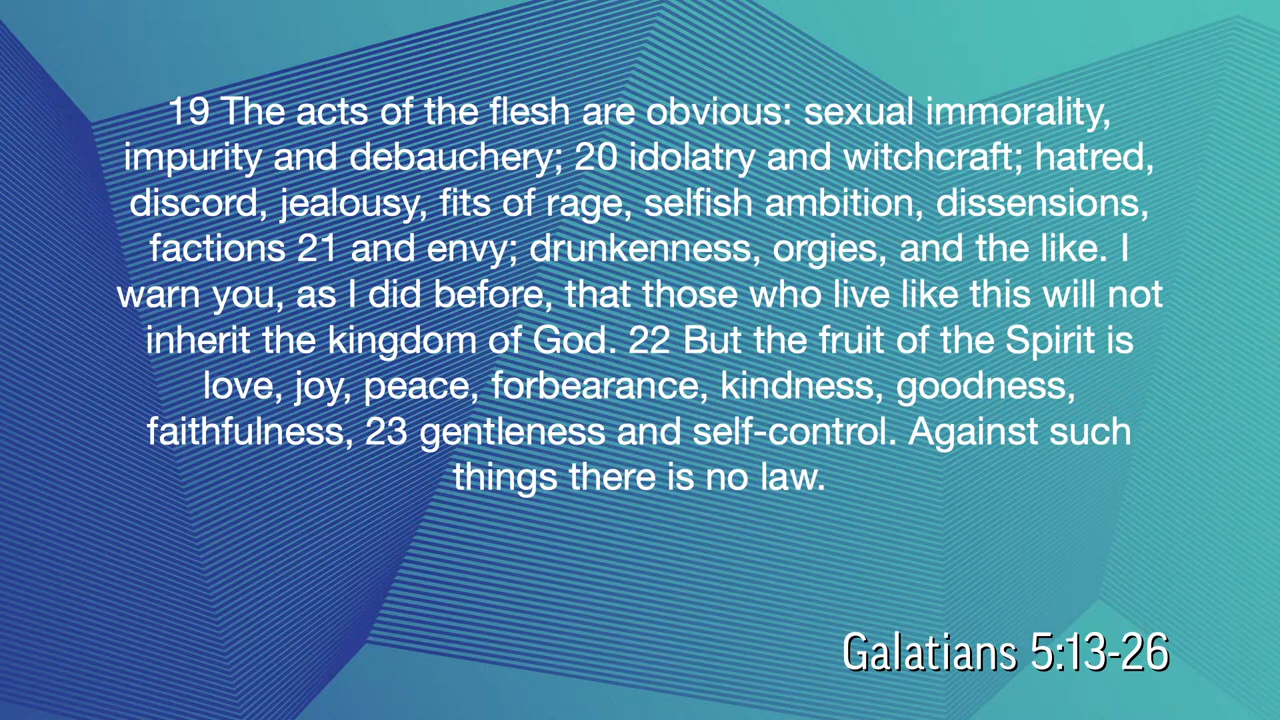 19 The acts of the flesh are obvious: sexual immorality,
impurity and debauchery; 20 idolatry and witchcraft; hatred,
discord, jealousy, fits of rage, selfish ambition, dissensions,
factions 21 and envy; drunkenness, orgies, and the like. I
warn you, as I did before, that those who live like this will not
inherit the kingdom of God. 22 But the fruit of the Spirit is
love, joy, peace, forbearance, kindness, goodness,
faithfulness, 23 gentleness and self-control. Against such
things there is no law.
Galatians 5:13-26